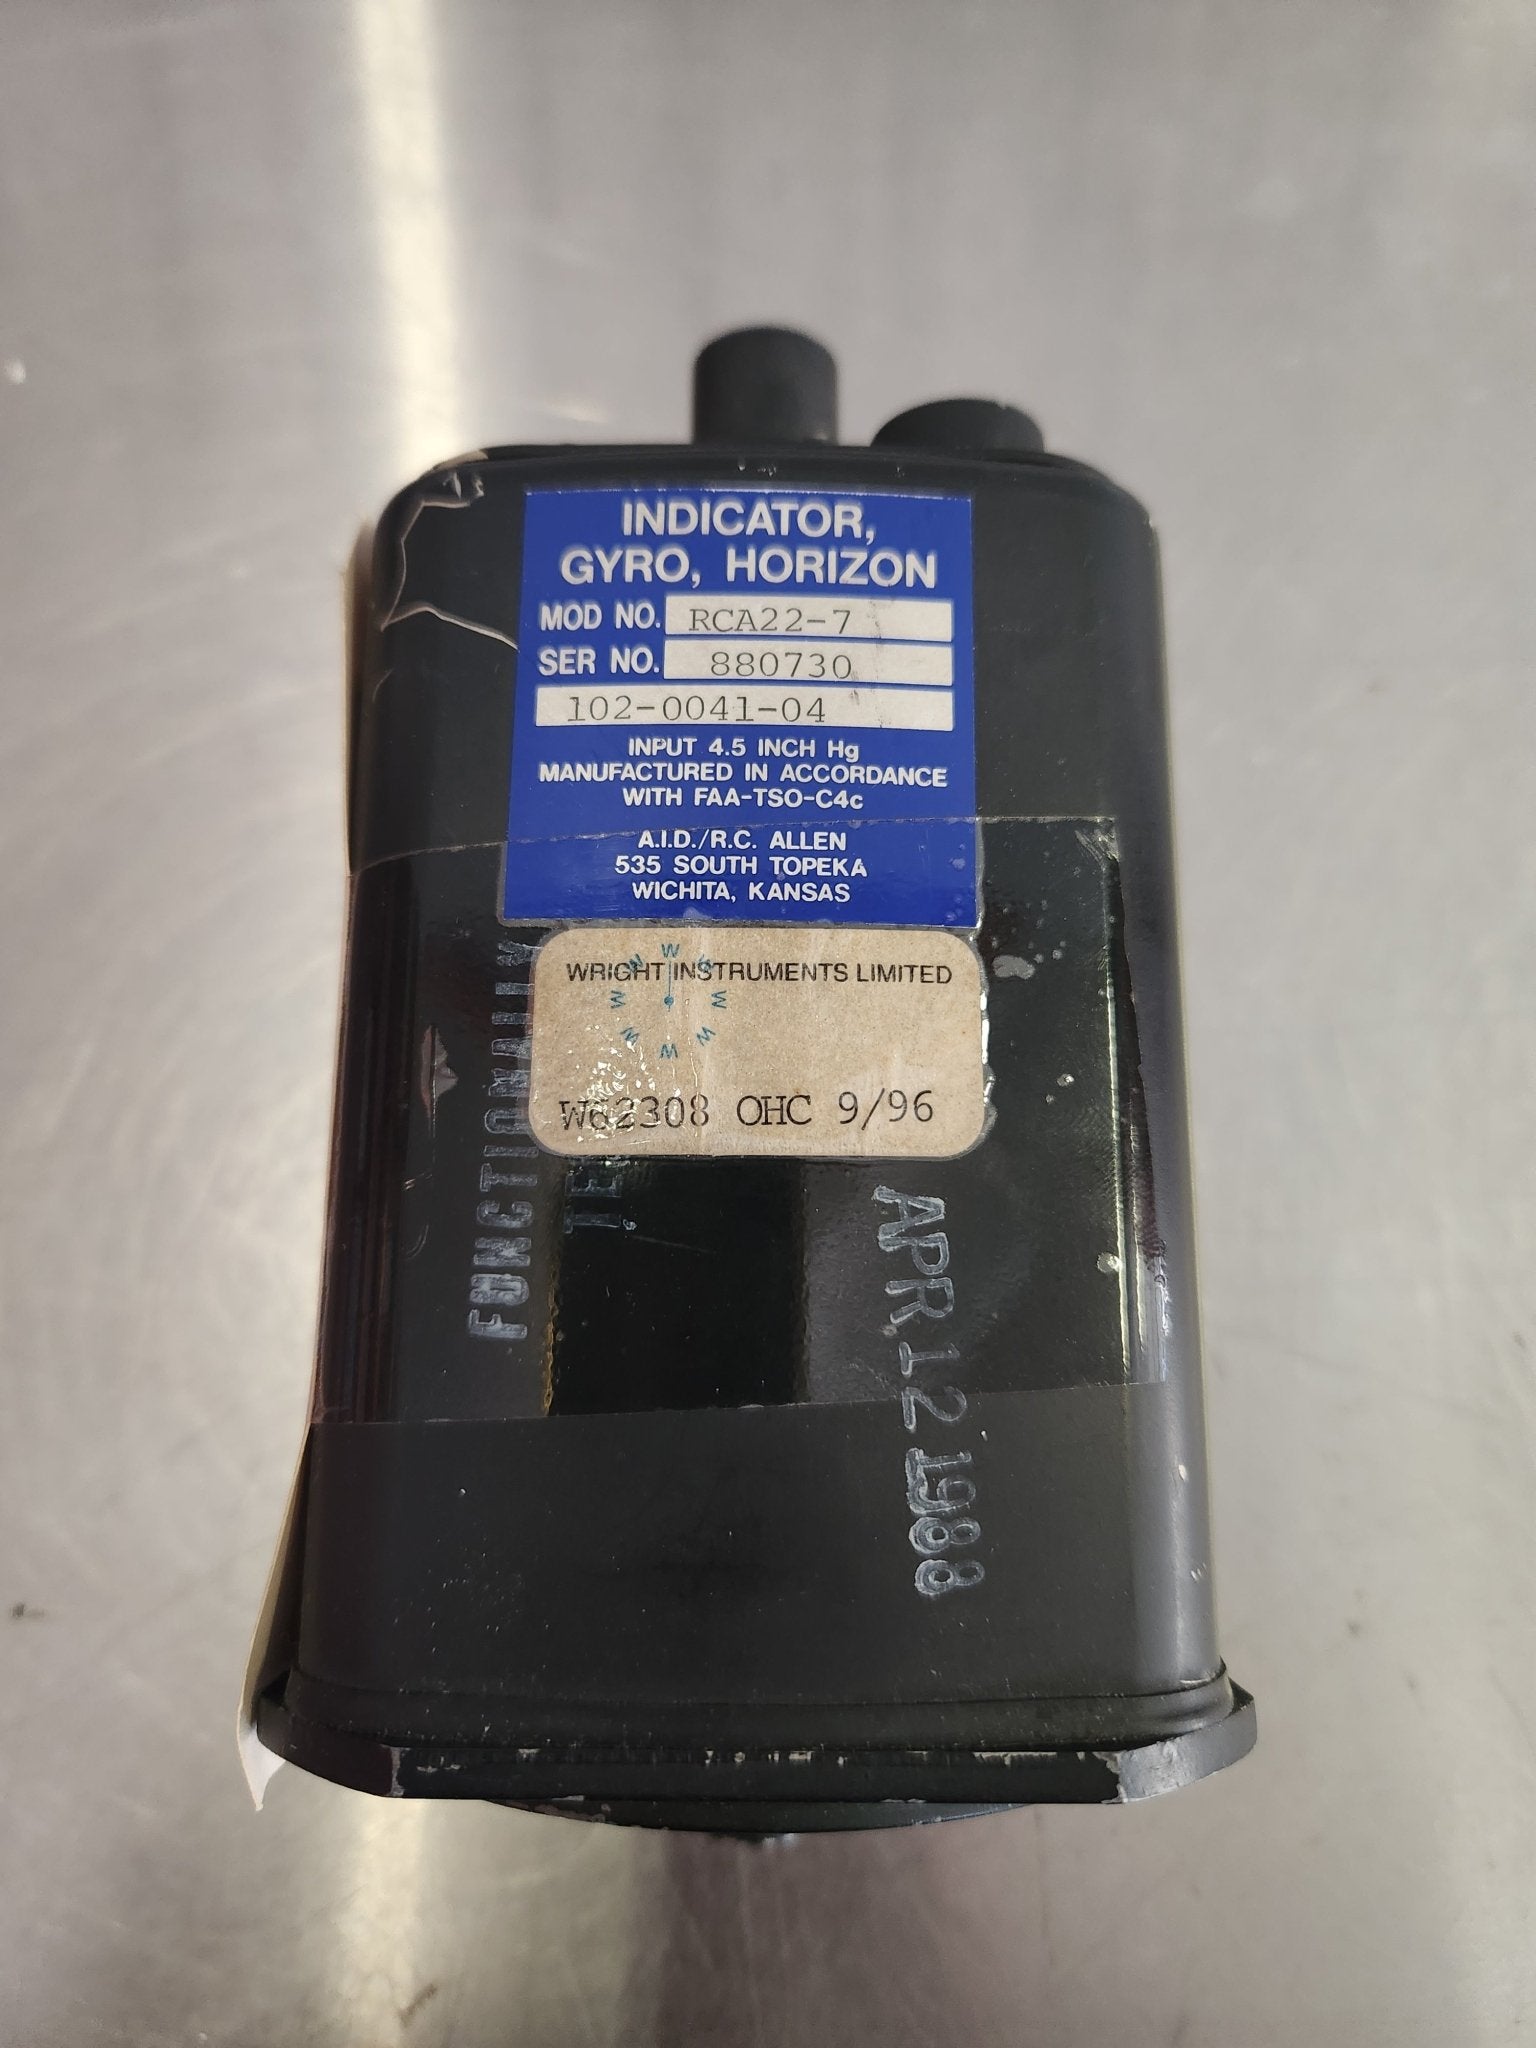 INDICATOR,
GYRO, HORIZON
MOD NO. RCA22-7
SER NO. 880730
102-0041-04
INPUT 4.5 INCH Hg
MANUFACTURED IN ACCORDANCE
WITH FAA-TSO-C4c
A.I.D./R.C. ALLEN
535 SOUTH TOPEKA
WICHITA, KANSAS
W W W W W W W W
WRIGHT INSTRUMENTS LIMITED
W62308 OHC 9/96
FUNCTIONALLY
APR 12 1988